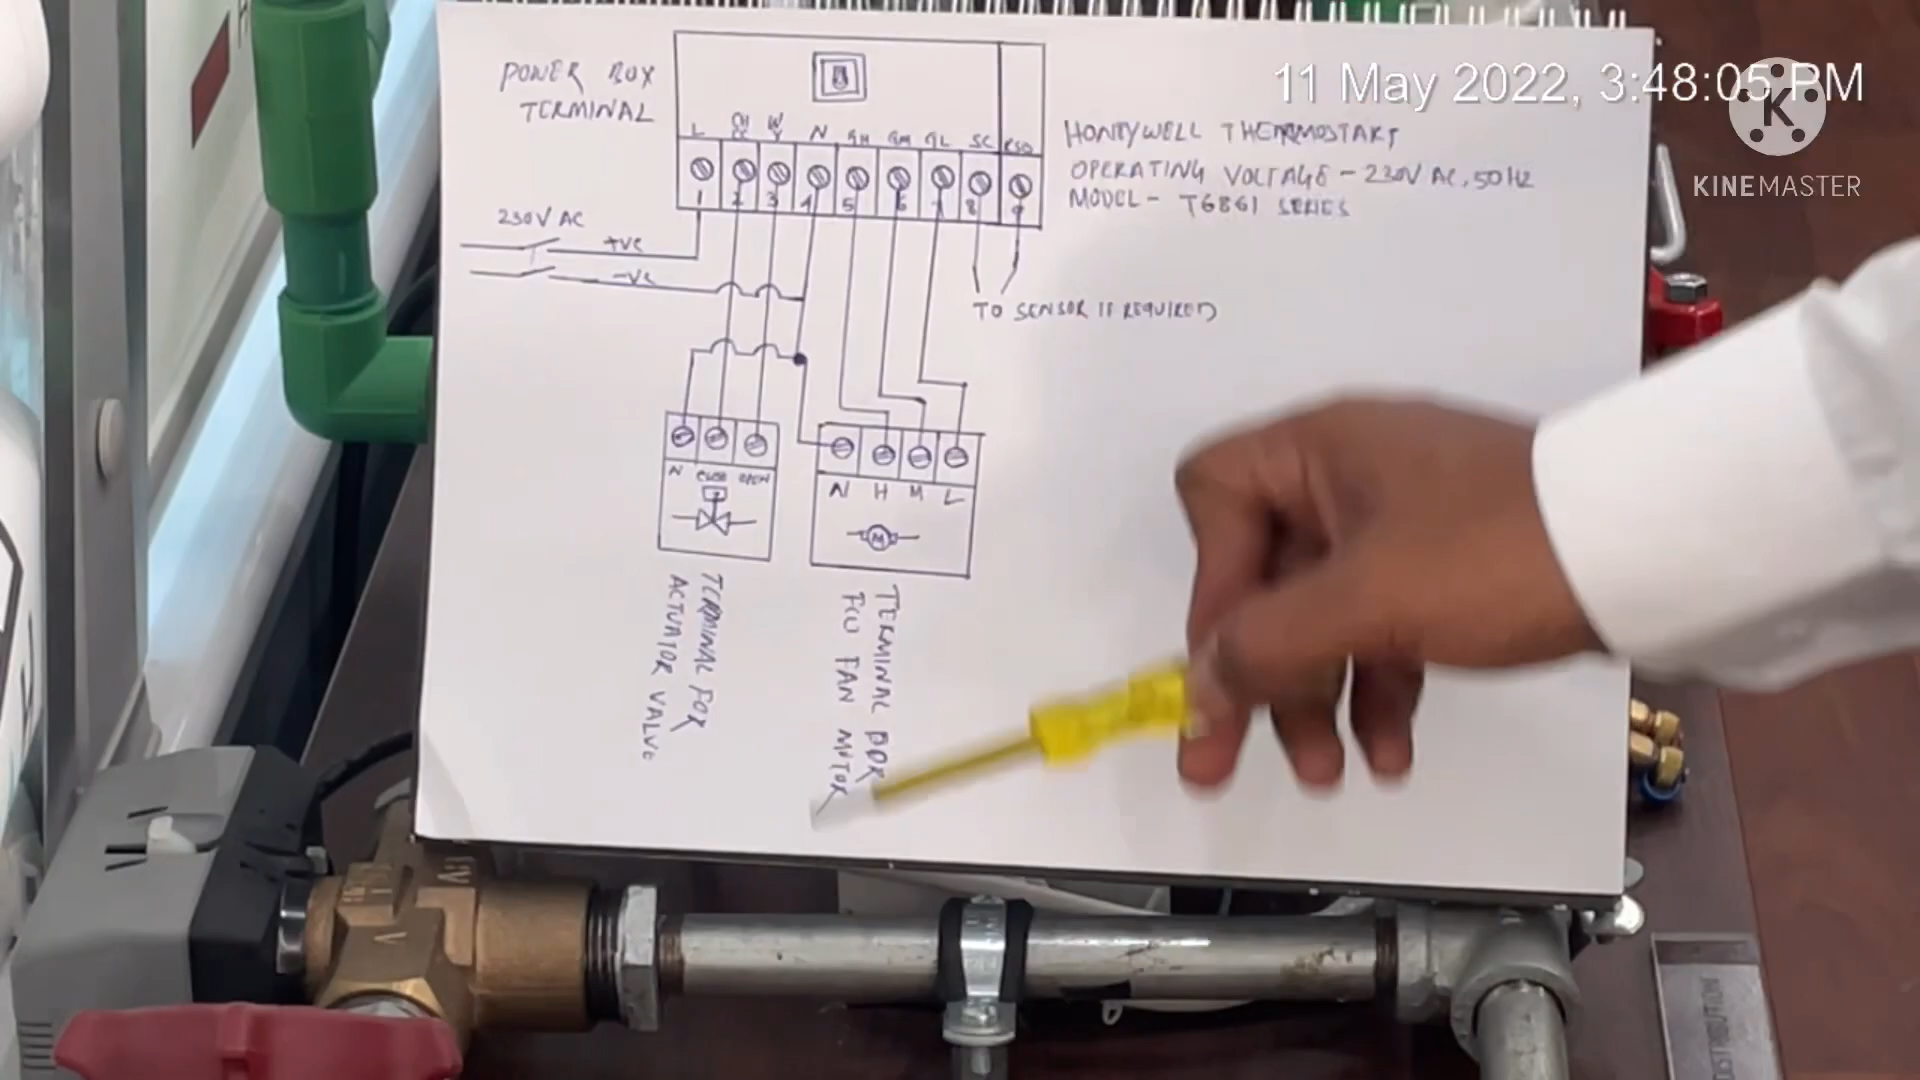 11 May 2022, 3:48:05 PM
K
KINEMASTER
POWER BOX
TERMINAL
L
N
GH
GM
GL
SC
RSO
1 2 3 4 5 6 7 8 9
HONEYWELL THERMOSTART
OPERATING VOLTAGE - 230V AC, 50HZ
MODEL - T6861 SERIES
230V AC
+VE
-VE
TO SENSOR IF REQUIRED
N CLOSE OPEN
N H M L
M
TERMINAL FOR
ACTUATOR VALVE
TERMINAL DOR
FCU FAN MOTOR
DISTRIBUTION